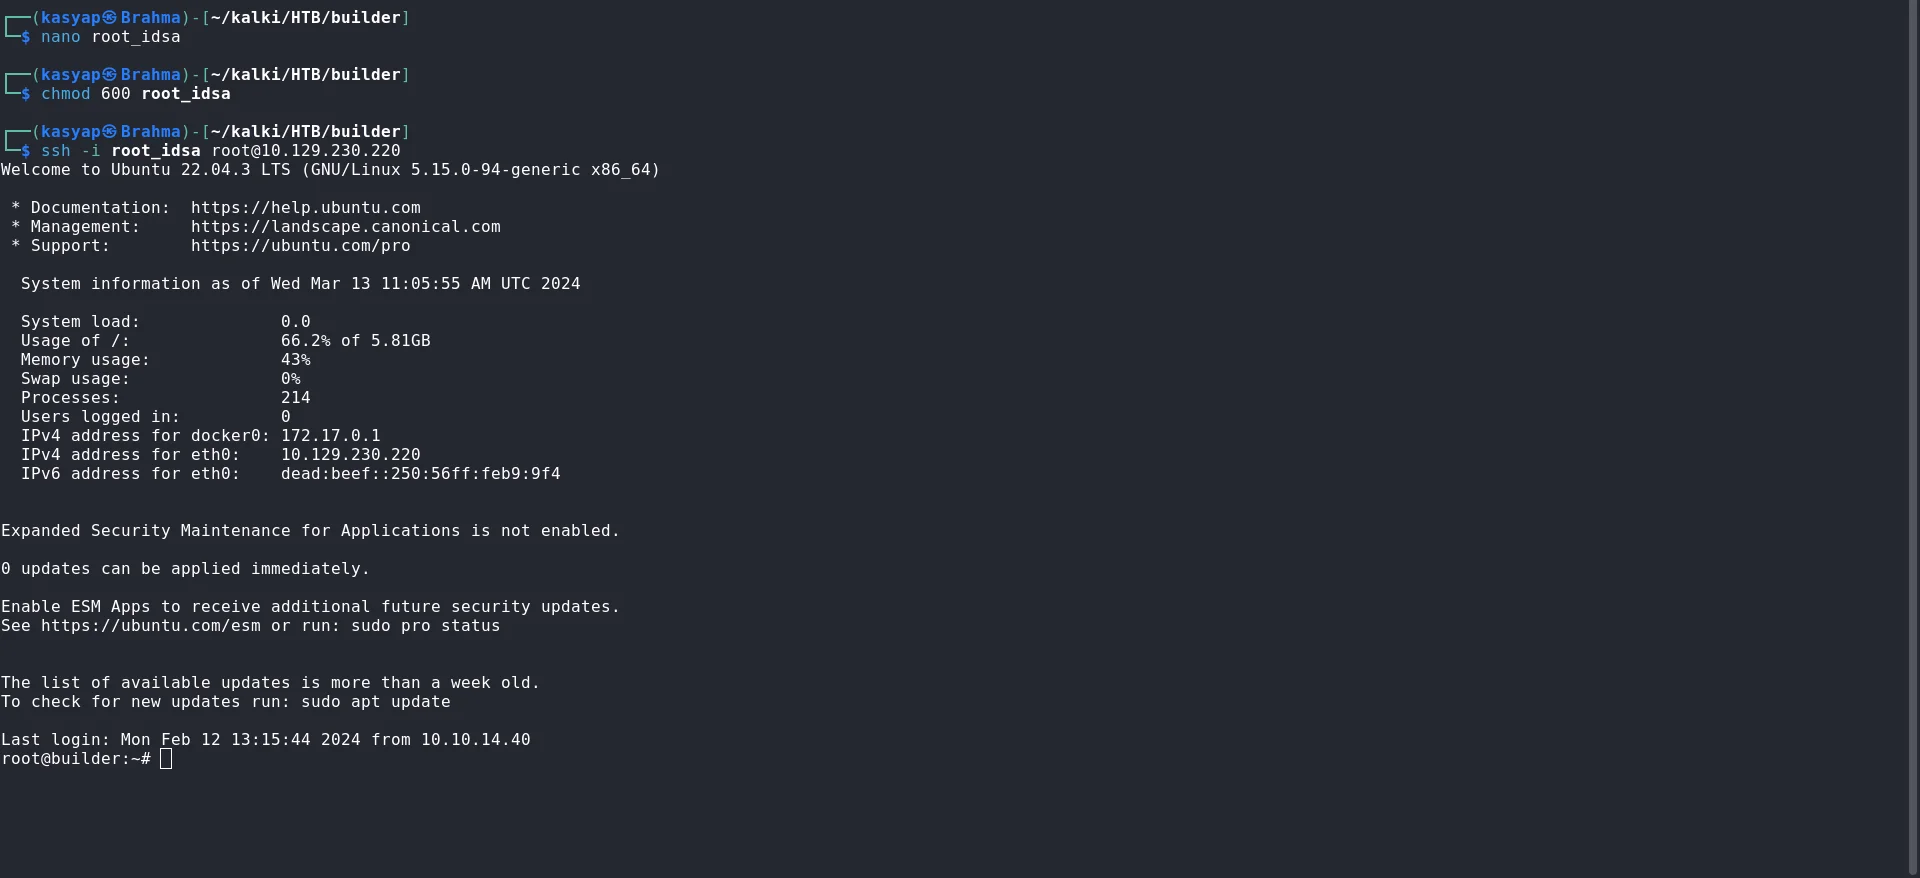 ┌──(kasyap㉿Brahma)-[~/kalki/HTB/builder]
└─$ nano root_idsa
┌──(kasyap㉿Brahma)-[~/kalki/HTB/builder]
└─$ chmod 600 root_idsa
┌──(kasyap㉿Brahma)-[~/kalki/HTB/builder]
└─$ ssh -i root_idsa root@10.129.230.220
Welcome to Ubuntu 22.04.3 LTS (GNU/Linux 5.15.0-94-generic x86_64)
* Documentation:  https://help.ubuntu.com
* Management:     https://landscape.canonical.com
* Support:        https://ubuntu.com/pro
System information as of Wed Mar 13 11:05:55 AM UTC 2024
System load:              0.0
Usage of /:               66.2% of 5.81GB
Memory usage:             43%
Swap usage:               0%
Processes:                214
Users logged in:          0
IPv4 address for docker0: 172.17.0.1
IPv4 address for eth0:    10.129.230.220
IPv6 address for eth0:    dead:beef::250:56ff:feb9:9f4
Expanded Security Maintenance for Applications is not enabled.
0 updates can be applied immediately.
Enable ESM Apps to receive additional future security updates.
See https://ubuntu.com/esm or run: sudo pro status
The list of available updates is more than a week old.
To check for new updates run: sudo apt update
Last login: Mon Feb 12 13:15:44 2024 from 10.10.14.40
root@builder:~#